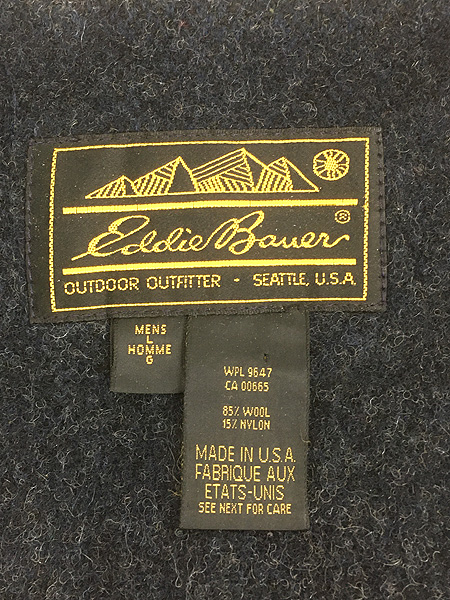 Eddie Bauer®
OUTDOOR OUTFITTER • SEATTLE, U.S.A.
MENS
L
HOMME
G
WPL 9647
CA 00665
85% WOOL
15% NYLON
MADE IN U.S.A.
FABRIQUE AUX
ETATS-UNIS
SEE NEXT FOR CARE